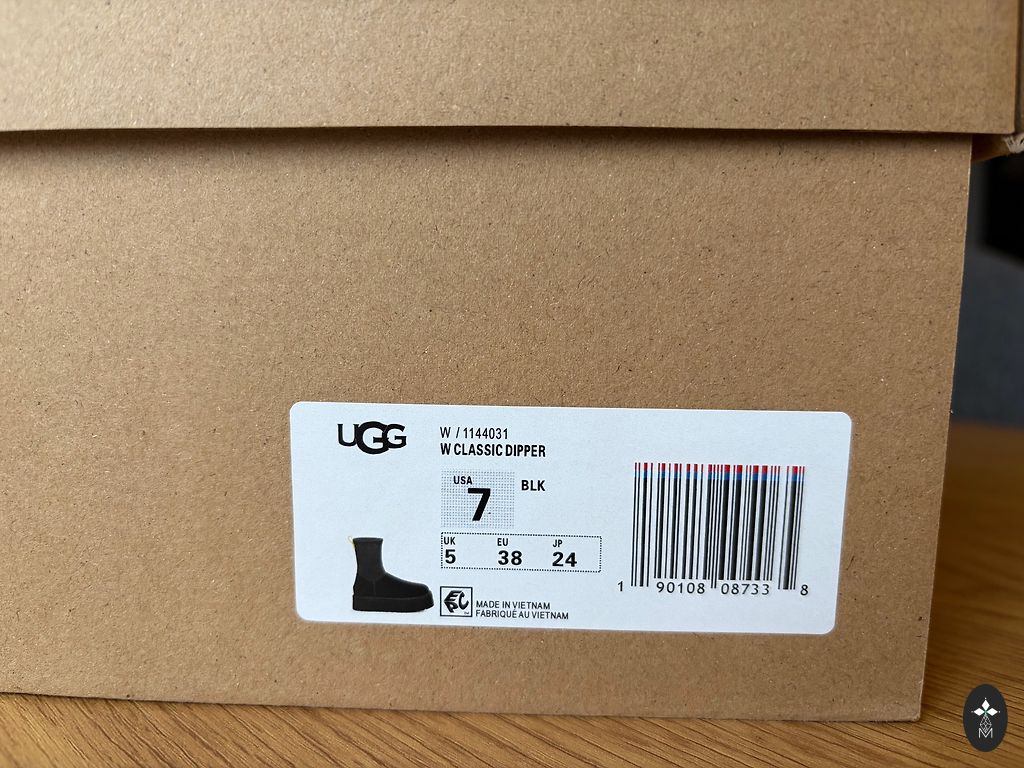 UGG
W / 1144031
W CLASSIC DIPPER
USA
7
BLK
UK EU JP
5 38 24
MADE IN VIETNAM
FABRIQUÉ AU VIETNAM
1 90108 08733 8
M